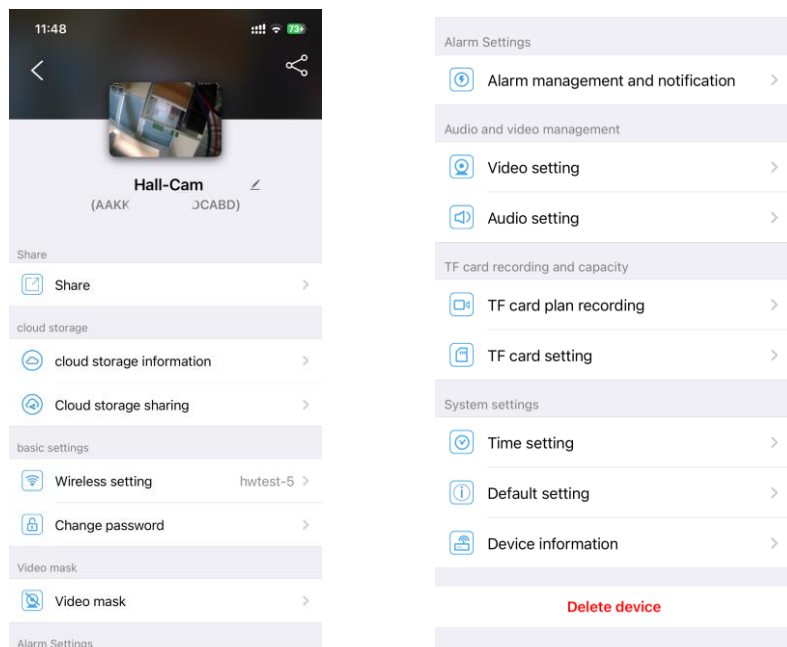 11:48
73
Hall-Cam
(AAKK DCABD)
Share
Share
cloud storage
cloud storage information
Cloud storage sharing
basic settings
Wireless setting hwtest-5
Change password
Video mask
Video mask
Alarm Settings
Alarm Settings
Alarm management and notification
Audio and video management
Video setting
Audio setting
TF card recording and capacity
TF card plan recording
TF card setting
System settings
Time setting
Default setting
Device information
Delete device